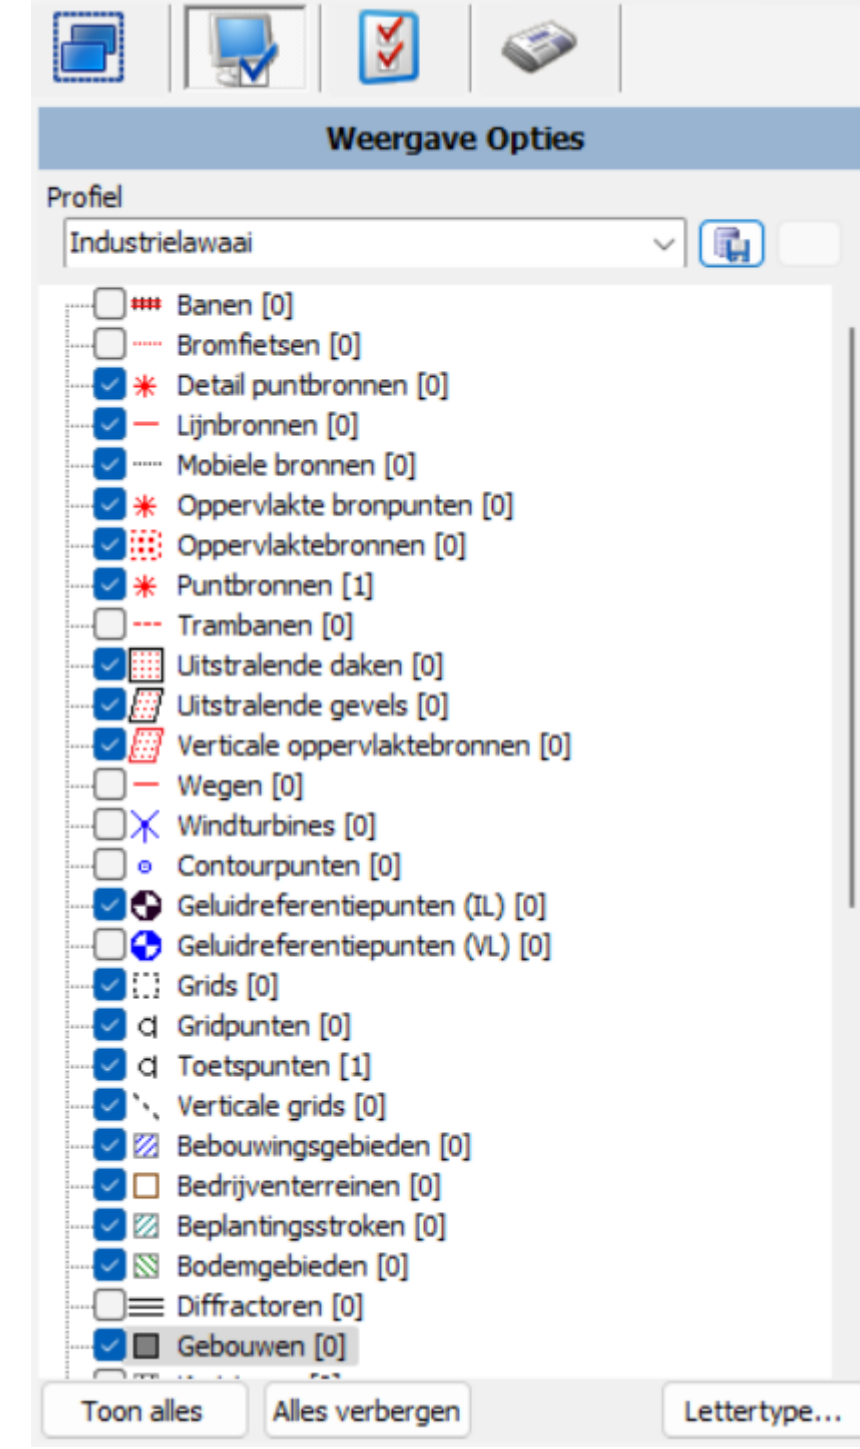 Weergave Opties
Profiel
Industrielawaai
Banen [0]
Bromfietsen [0]
Detail puntbronnen [0]
Lijnbronnen [0]
Mobiele bronnen [0]
Oppervlakte bronpunten [0]
Oppervlaktebronnen [0]
Puntbronnen [1]
Trambanen [0]
Uitstralende daken [0]
Uitstralende gevels [0]
Verticale oppervlaktebronnen [0]
Wegen [0]
Windturbines [0]
Contourpunten [0]
Geluidreferentiepunten (IL) [0]
Geluidreferentiepunten (VL) [0]
Grids [0]
Gridpunten [0]
Toetspunten [1]
Verticale grids [0]
Bebouwingsgebieden [0]
Bedrijventerreinen [0]
Beplantingsstroken [0]
Bodemgebieden [0]
Diffractoren [0]
Gebouwen [0]
Toon alles Alles verbergen Lettertype...